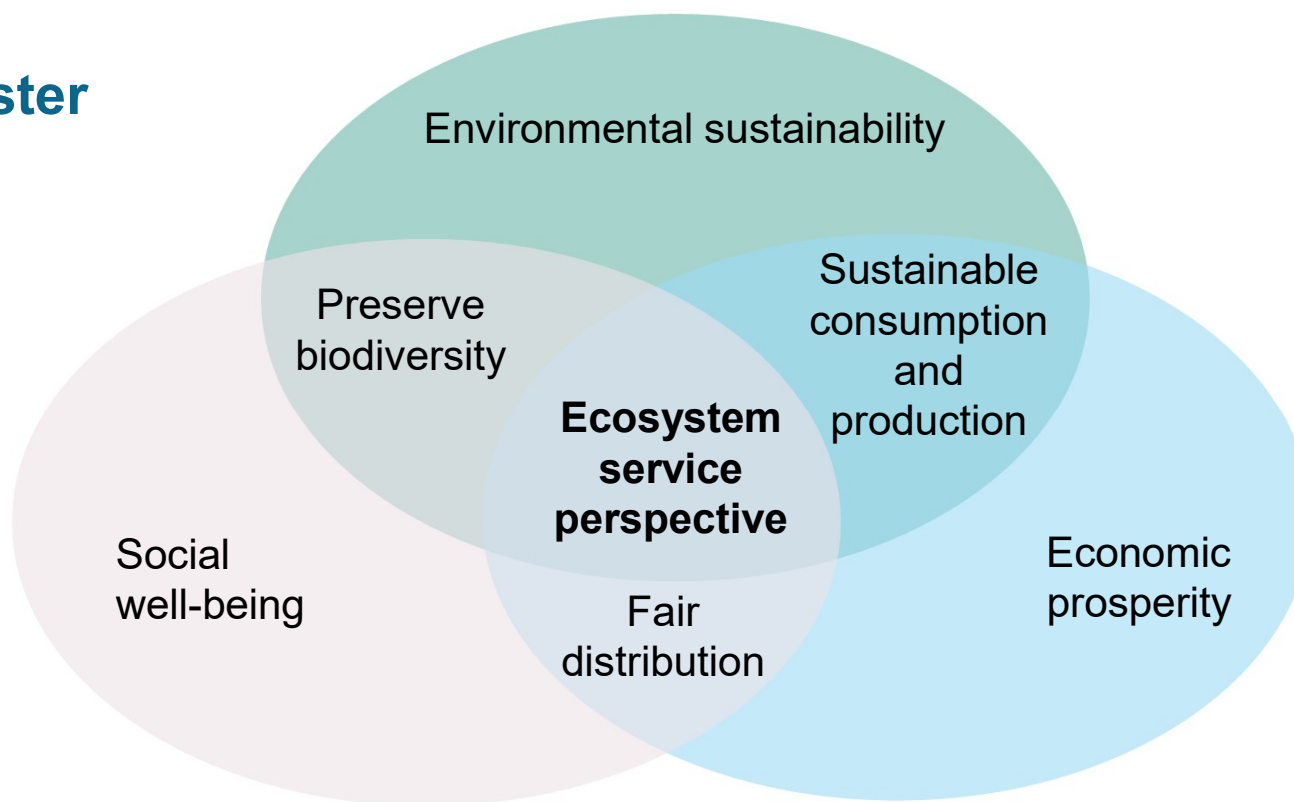 ster
Environmental sustainability
Preserve
biodiversity
Sustainable
consumption
and
production
Ecosystem
service
perspective
Social
well-being
Economic
prosperity
Fair
distribution